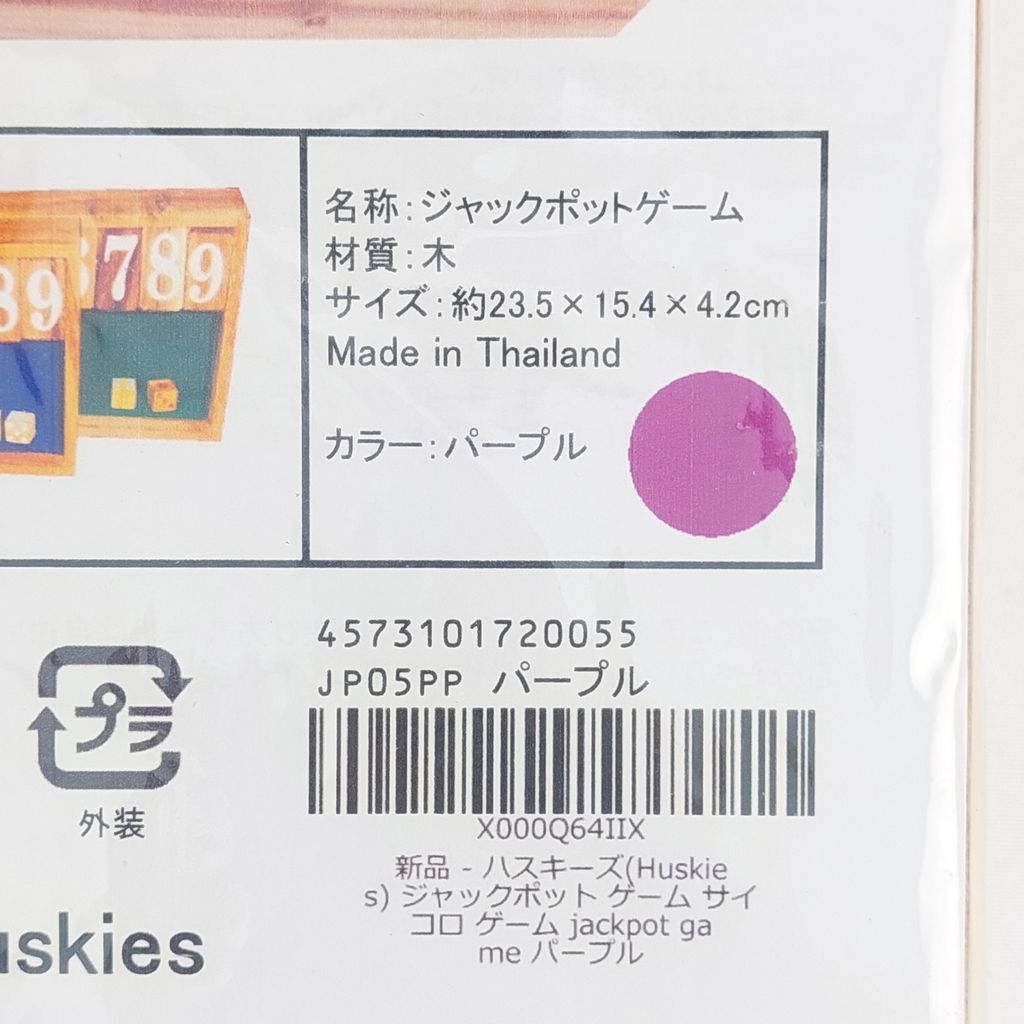 名称：ジャックポットゲーム
材質：木
サイズ：約23.5×15.4×4.2cm
Made in Thailand
カラー：パープル
789
89
4573101720055
JP05PP パープル
プラ
外装
X000Q64IIX
新品 - ハスキーズ(Huskie
s) ジャックポット ゲーム サイ
コロ ゲーム jackpot ga
me パープル
uskies